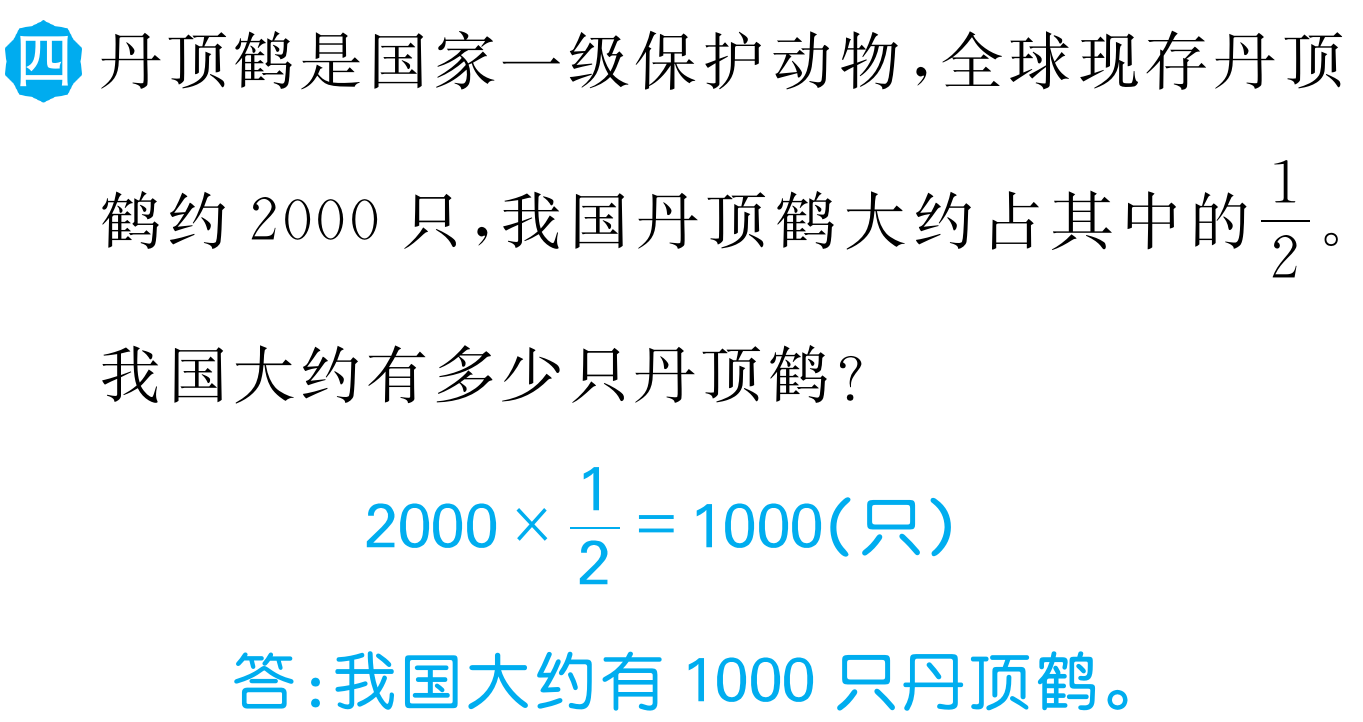 四 丹顶鹤是国家一级保护动物,全球现存丹顶
鹤约 2000 只,我国丹顶鹤大约占其中的1/2。
我国大约有多少只丹顶鹤?
2000 × 1/2 = 1000(只)
答:我国大约有 1000 只丹顶鹤。